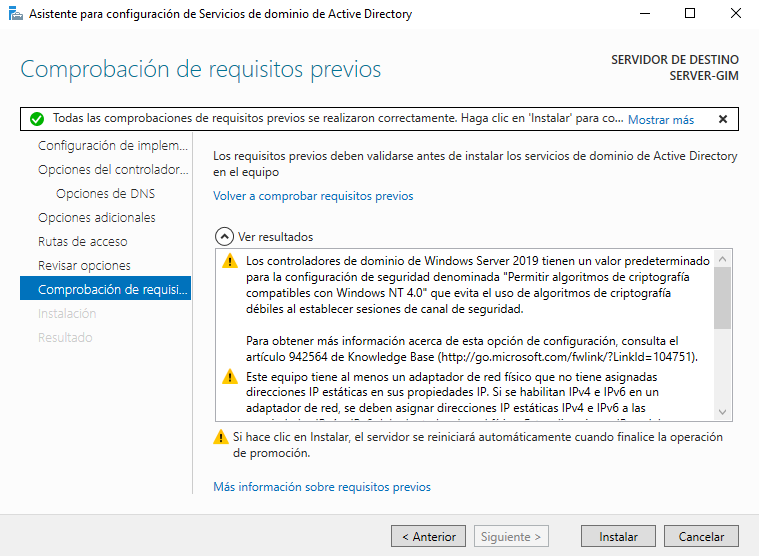 Asistente para configuración de Servicios de dominio de Active Directory
Comprobación de requisitos previos
SERVIDOR DE DESTINO
SERVER-GIM
Todas las comprobaciones de requisitos previos se realizaron correctamente. Haga clic en 'Instalar' para co... Mostrar más
Configuración de implem...
Opciones del controlador...
Opciones de DNS
Opciones adicionales
Rutas de acceso
Revisar opciones
Comprobación de requisi...
Instalación
Resultado
Los requisitos previos deben validarse antes de instalar los servicios de dominio de Active Directory
en el equipo
Volver a comprobar requisitos previos
Ver resultados
Los controladores de dominio de Windows Server 2019 tienen un valor predeterminado
para la configuración de seguridad denominada "Permitir algoritmos de criptografía
compatibles con Windows NT 4.0" que evita el uso de algoritmos de criptografía
débiles al establecer sesiones de canal de seguridad.
Para obtener más información acerca de esta opción de configuración, consulta el
artículo 942564 de Knowledge Base (http://go.microsoft.com/fwlink/?LinkId=104751).
Este equipo tiene al menos un adaptador de red físico que no tiene asignadas
direcciones IP estáticas en sus propiedades IP. Si se habilitan IPv4 e IPv6 en un
adaptador de red, se deben asignar direcciones IP estáticas IPv4 e IPv6 a las
Si hace clic en Instalar, el servidor se reiniciará automáticamente cuando finalice la operación
de promoción.
Más información sobre requisitos previos
< Anterior
Siguiente >
Instalar
Cancelar